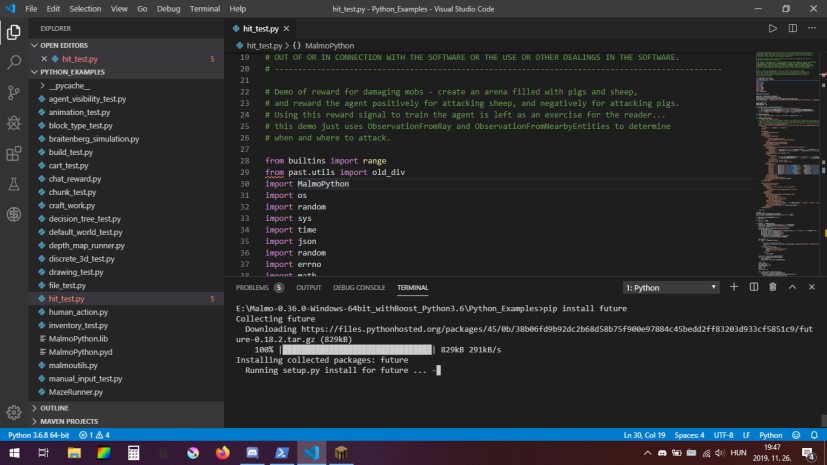 File Edit Selection View Go Debug Terminal Help
hit_test.py - Python_Examples - Visual Studio Code
EXPLORER
OPEN EDITORS
hit_test.py 5
PYTHON_EXAMPLES
__pycache__
agent_visibility_test.py
animation_test.py
block_type_test.py
braitenberg_simulation.py
build_test.py
cart_test.py
chat_reward.py
chunk_test.py
craft_work.py
decision_tree_test.py
default_world_test.py
depth_map_runner.py
discrete_3d_test.py
drawing_test.py
file_test.py
hit_test.py 5
human_action.py
inventory_test.py
MalmoPython.lib
MalmoPython.pyd
malmoutils.py
manual_input_test.py
MazeRunner.py
OUTLINE
MAVEN PROJECTS
hit_test.py
hit_test.py > {} MalmoPython
19 # OUT OF OR IN CONNECTION WITH THE SOFTWARE OR THE USE OR OTHER DEALINGS IN THE SOFTWARE.
20 # ------------------------------------------------------------------------------------------------
21
22 # Demo of reward for damaging mobs - create an arena filled with pigs and sheep,
23 # and reward the agent positively for attacking sheep, and negatively for attacking pigs.
24 # Using this reward signal to train the agent is left as an exercise for the reader...
25 # this demo just uses ObservationFromRay and ObservationFromNearbyEntities to determine
26 # when and where to attack.
27
28 from builtins import range
29 from past.utils import old_div
30 import MalmoPython
31 import os
32 import random
33 import sys
34 import time
35 import json
36 import random
37 import errno
38 import math
PROBLEMS 5 OUTPUT DEBUG CONSOLE TERMINAL 1: Python
E:\Malmo-0.36.0-Windows-64bit_withBoost_Python3.6\Python_Examples>pip install future
Collecting future
Downloading https://files.pythonhosted.org/packages/45/0b/38b06fd9b92dc2b68d58b75f900e97884c45bedd2ff83203d933cf5851c9/fut
ure-0.18.2.tar.gz (829kB)
100% || 829kB 291kB/s
Installing collected packages: future
Running setup.py install for future ... -
Python 3.6.8 64-bit 1 4 Ln 30, Col 19 Spaces: 4 UTF-8 LF Python
HUN
19:47
2019. 11. 26.
4